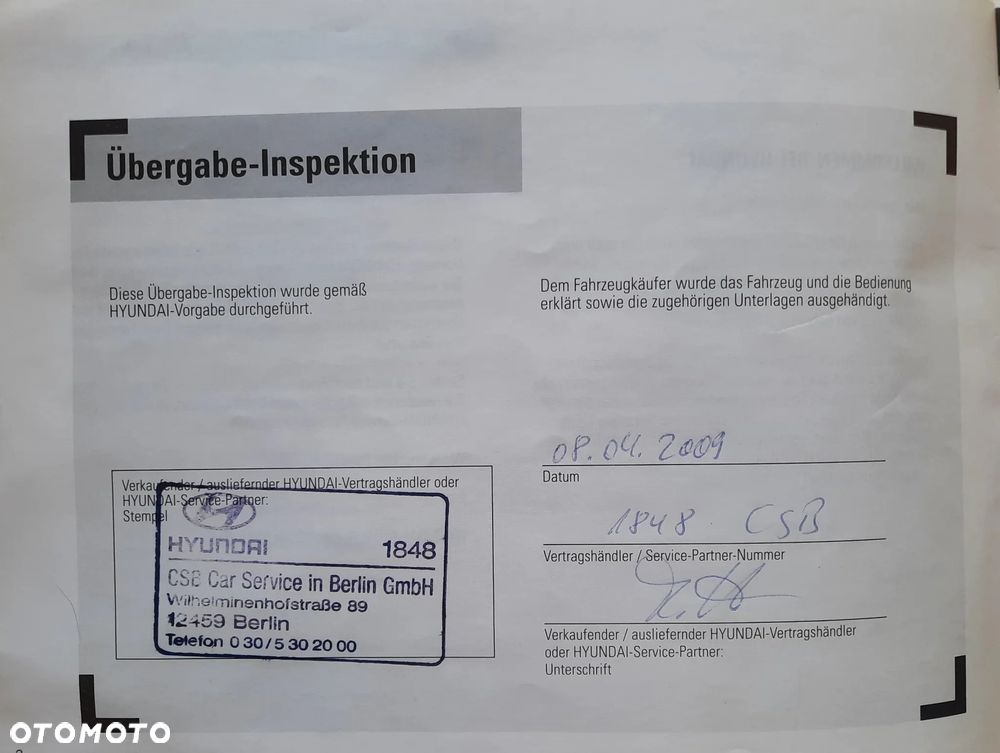 Übergabe-Inspektion
Diese Übergabe-Inspektion wurde gemäß
HYUNDAI-Vorgabe durchgeführt.
Verkaufender / ausliefernder HYUNDAI-Vertragshändler oder
HYUNDAI-Service-Partner:
Stempel
HYUNDAI 1848
CSB Car Service in Berlin GmbH
Wilhelminenhofstraße 89
12459 Berlin
Telefon 0 30/5 30 20 00
Dem Fahrzeugkäufer wurde das Fahrzeug und die Bedienung
erklärt sowie die zugehörigen Unterlagen ausgehändigt.
08.04.2009
Datum
1848 CSB
Vertragshändler / Service-Partner-Nummer
Verkaufender / ausliefernder HYUNDAI-Vertragshändler
oder HYUNDAI-Service-Partner:
Unterschrift
OTOMOTO